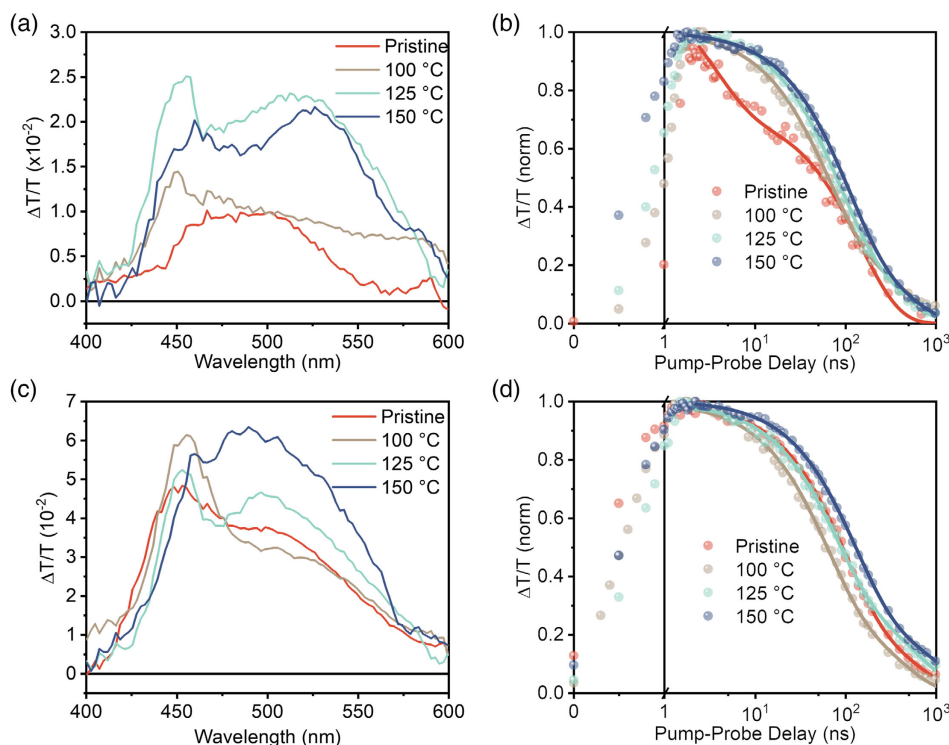 (a)
3.0
2.5
2.0
1.5
1.0
0.5
0.0
ΔT/T (x10⁻²)
Pristine
100 °C
125 °C
150 °C
400 450 500 550 600
Wavelength (nm)
(b)
1.0
0.8
0.6
0.4
0.2
0.0
ΔT/T (norm)
Pristine
100 °C
125 °C
150 °C
0 1 10¹ 10² 10³
Pump-Probe Delay (ns)
(c)
7
6
5
4
3
2
1
0
ΔT/T (10⁻²)
Pristine
100 °C
125 °C
150 °C
400 450 500 550 600
Wavelength (nm)
(d)
1.0
0.8
0.6
0.4
0.2
0.0
ΔT/T (norm)
Pristine
100 °C
125 °C
150 °C
0 1 10¹ 10² 10³
Pump-Probe Delay (ns)